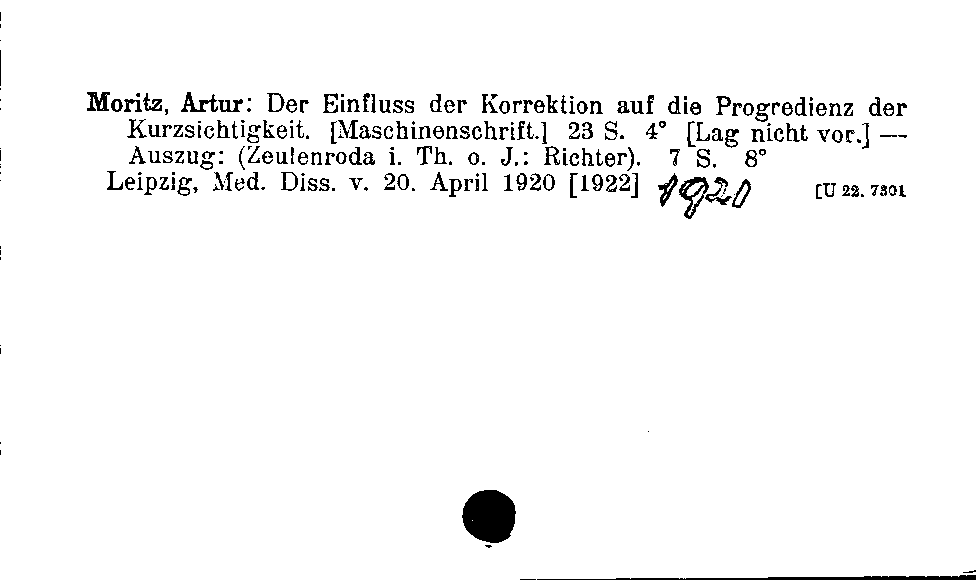 Moritz, Artur: Der Einfluss der Korrektion auf die Progredienz der
Kurzsichtigkeit. [Maschinenschrift.] 23 S. 4° [Lag nicht vor.] —
Auszug: (Zeulenroda i. Th. o. J.: Richter). 7 S. 8°
Leipzig, Med. Diss. v. 20. April 1920 [1922] 1920 [U 22. 7301